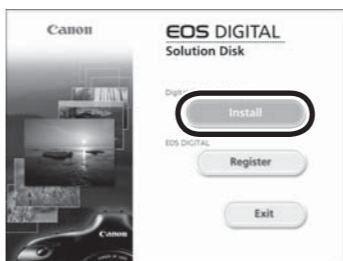 Canon
EOS DIGITAL
Solution Disk
Install
EOS DIGITAL
Register
Exit
Canon